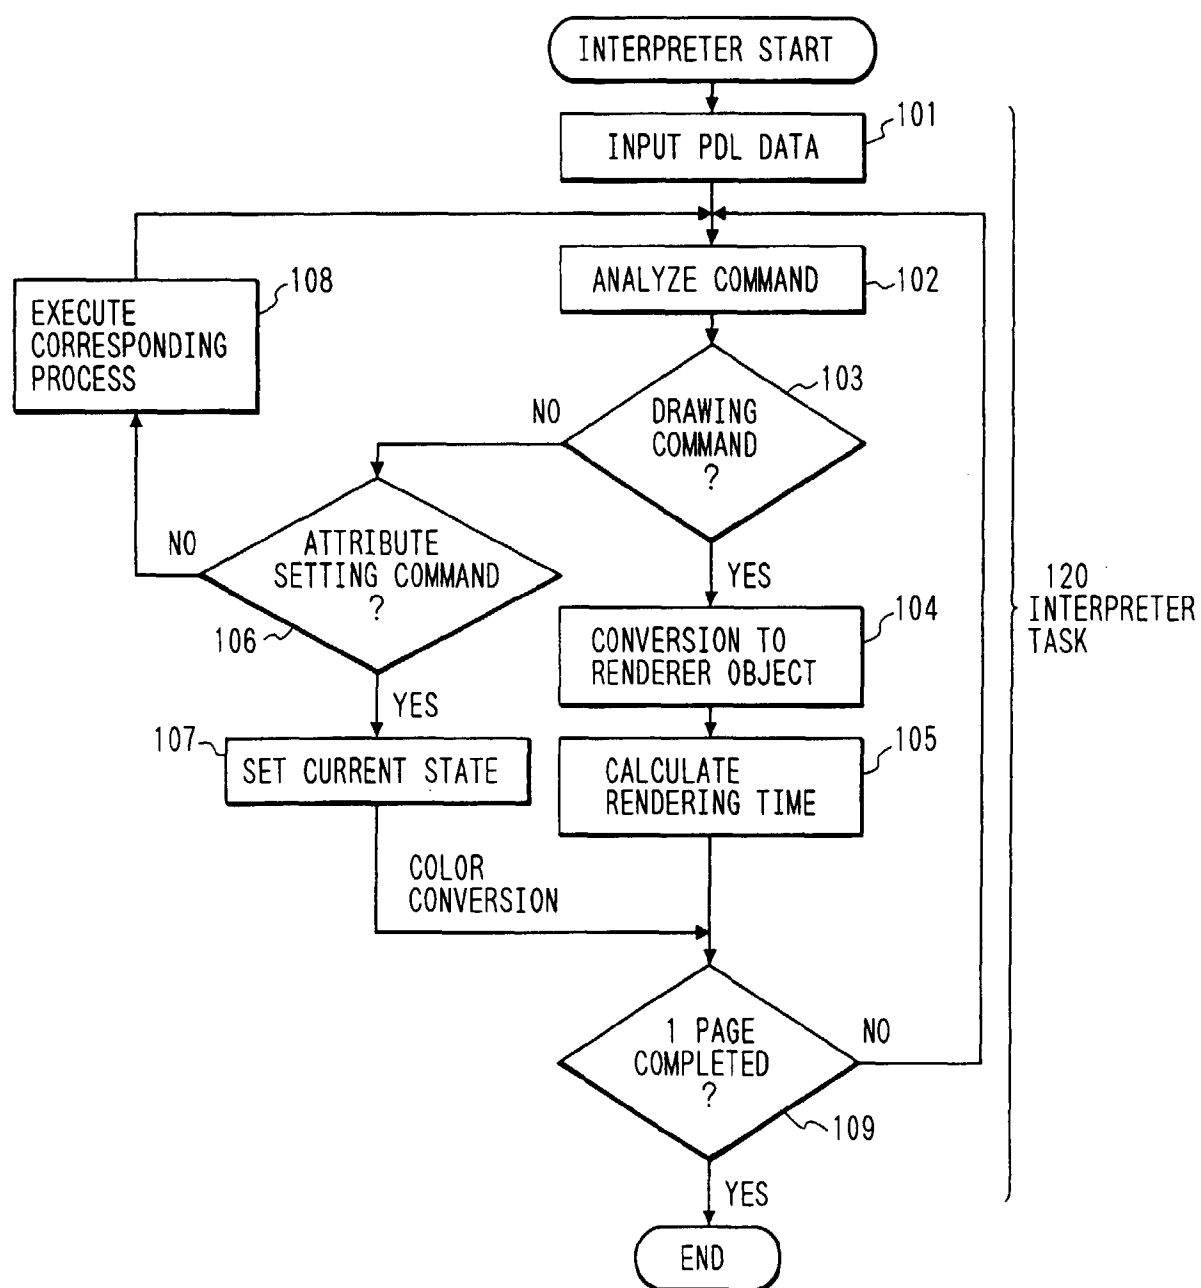 INTERPRETER START
101
INPUT PDL DATA
ANALYZE COMMAND
102
108
EXECUTE
CORRESPONDING
PROCESS
103
NO
DRAWING
COMMAND
?
NO
ATTRIBUTE
SETTING COMMAND
?
106
YES
104
CONVERSION TO
RENDERER OBJECT
120
INTERPRETER
TASK
YES
107
SET CURRENT STATE
105
CALCULATE
RENDERING TIME
COLOR
CONVERSION
1 PAGE
COMPLETED
?
NO
109
YES
END